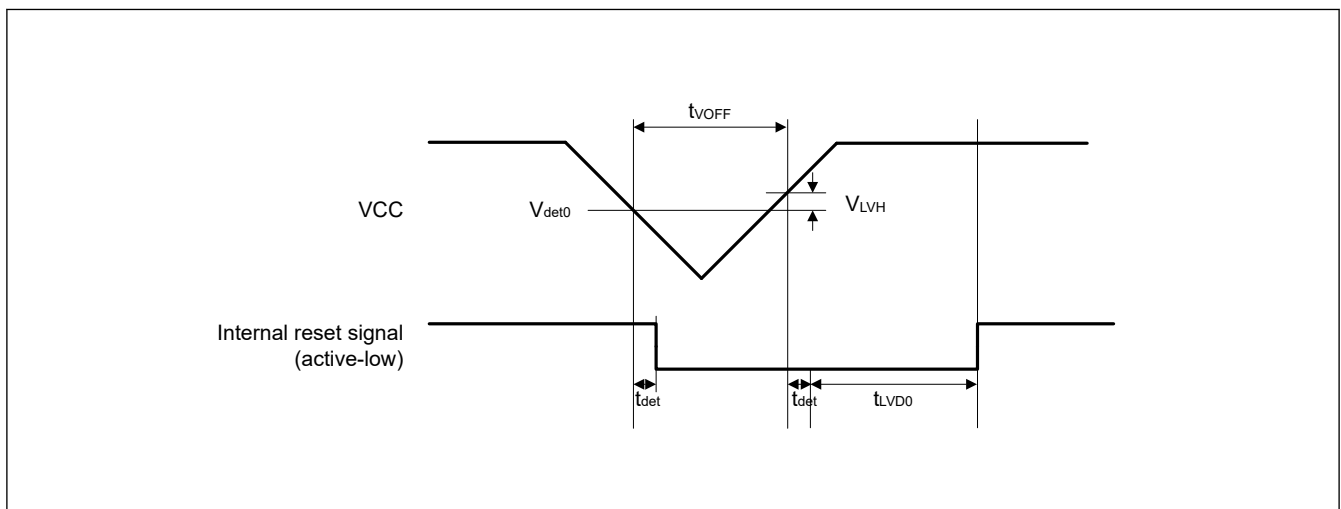 tVOFF
VCC
Vdet0
VLVH
Internal reset signal
(active-low)
tdet
tdet
tLVD0